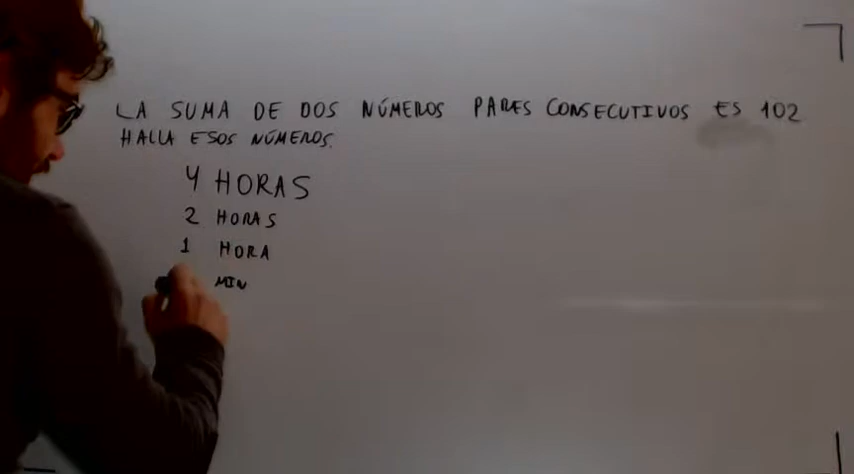 LA SUMA DE DOS NÚMEROS PARES CONSECUTIVOS ES 102
HALLA ESOS NÚMEROS.
4 HORAS
2 HORAS
1 HORA
MIN